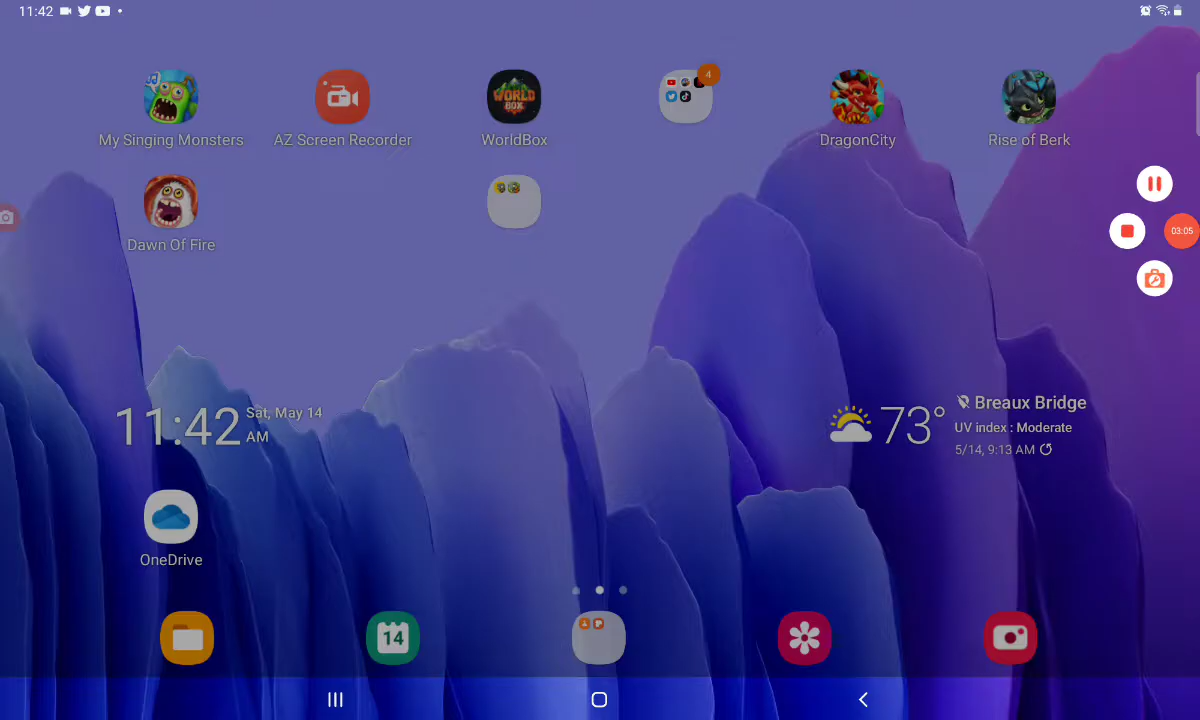 11:42
4
WORLD
BOX
My Singing Monsters
AZ Screen Recorder
WorldBox
DragonCity
Rise of Berk
Dawn Of Fire
03:05
11:42
Sat, May 14
AM
73°
Breaux Bridge
UV index : Moderate
5/14, 9:13 AM
OneDrive
14